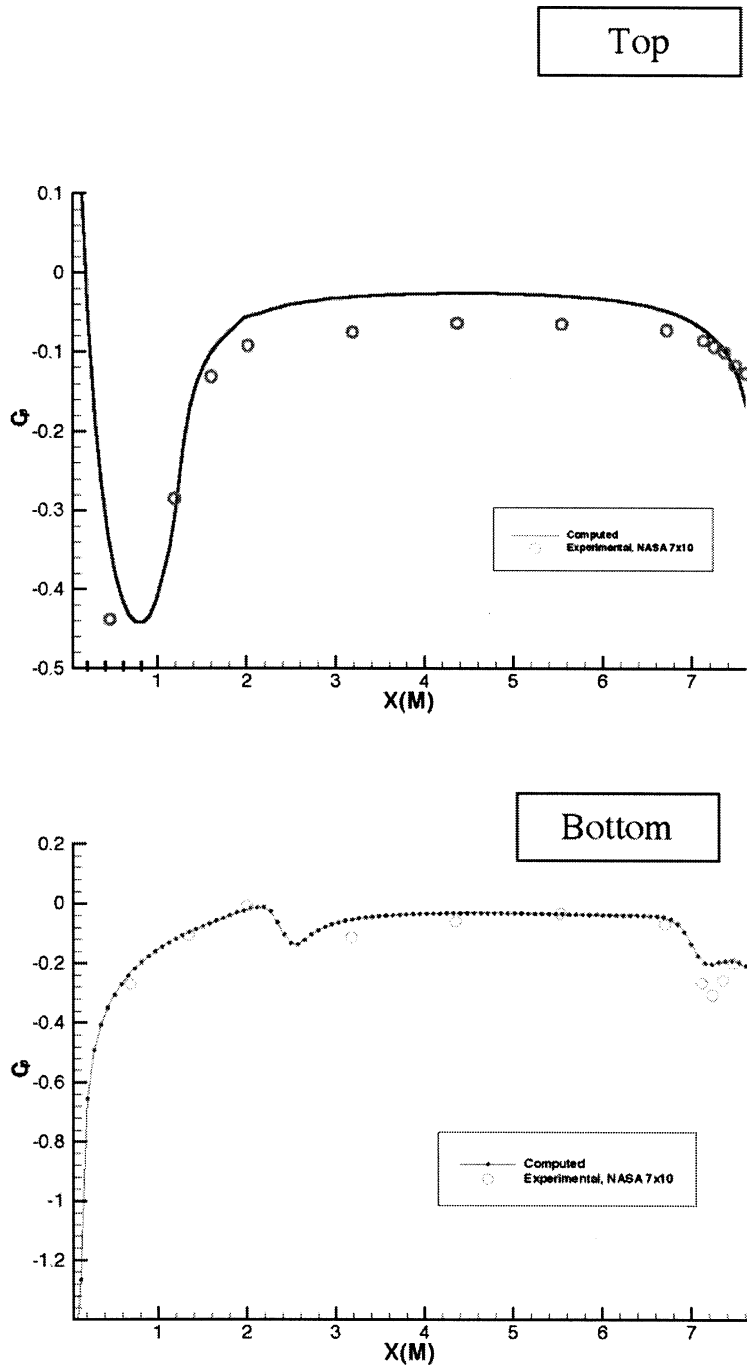 Top
0.1
0
-0.1
-0.2
-0.3
-0.4
-0.5
Cp
Computed
Experimental, NASA 7x10
1 2 3 4 5 6 7
X(M)
Bottom
0.2
0
-0.2
-0.4
-0.6
-0.8
-1
-1.2
Cp
Computed
Experimental, NASA 7x10
1 2 3 4 5 6 7
X(M)